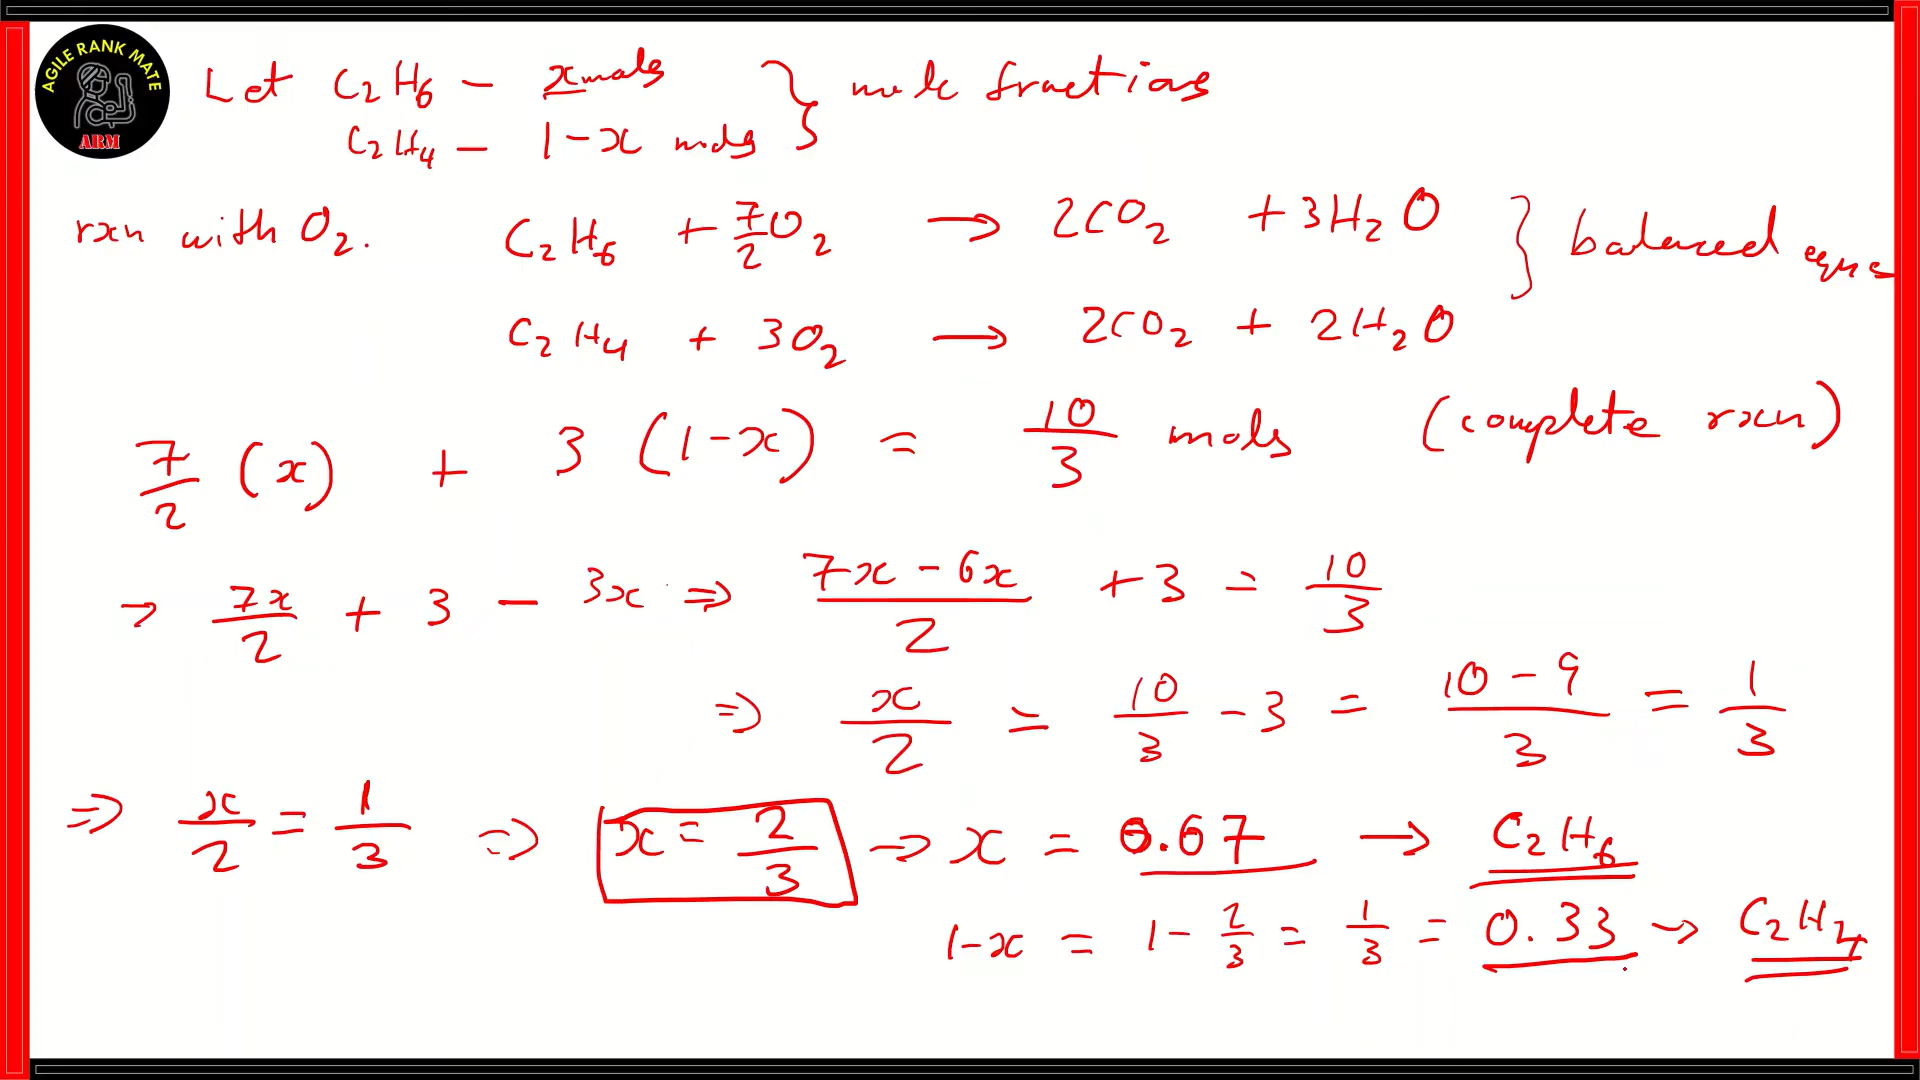 AGILE RANK MATE
ARM
Let C₂H₆ – x mols } mole fractions
C₂H₄ – 1-x mols
rxn with O₂. C₂H₆ + 7/2 O₂ → 2CO₂ + 3H₂O } balanced eqns
C₂H₄ + 3O₂ → 2CO₂ + 2H₂O
7/2 (x) + 3 (1-x) = 10/3 mols (complete rxn)
→ 7x/2 + 3 - 3x ⇒ (7x - 6x)/2 + 3 = 10/3
⇒ x/2 = 10/3 - 3 = (10 - 9)/3 = 1/3
⇒ x/2 = 1/3 ⇒ x = 2/3 → x = 0.67 → C₂H₆
1-x = 1 - 2/3 = 1/3 = 0.33 → C₂H₄